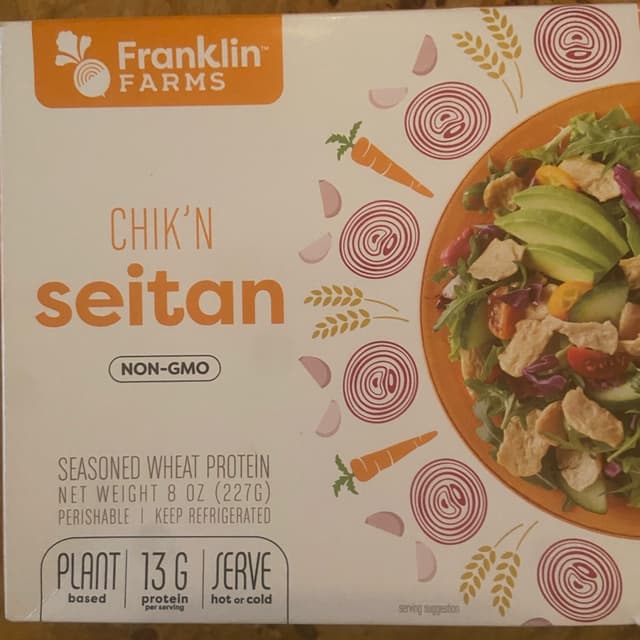 Franklin™
FARMS
CHIK'N
seitan
NON-GMO
SEASONED WHEAT PROTEIN
NET WEIGHT 8 OZ (227G)
PERISHABLE | KEEP REFRIGERATED
PLANT
based
13 G
protein
per serving
SERVE
hot or cold
serving suggestion